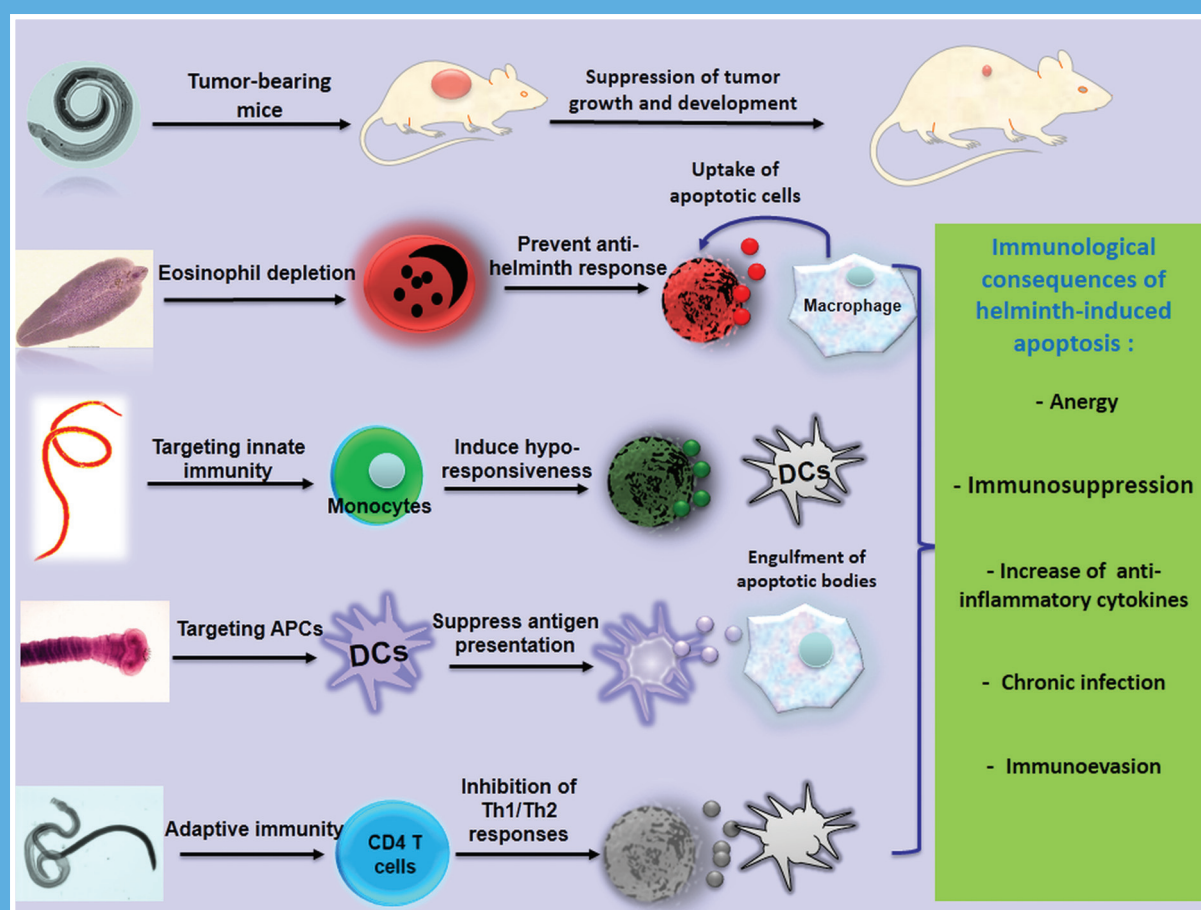 Tumor-bearing
mice
Suppression of tumor
growth and development
Uptake of
apoptotic cells
Eosinophil depletion
Prevent anti-
helminth response
Macrophage
Targeting innate
immunity
Monocytes
Induce hypo-
responsiveness
DCs
Engulfment of
apoptotic bodies
Targeting APCs
DCs
Suppress antigen
presentation
Adaptive immunity
CD4 T
cells
Inhibition of
Th1/Th2
responses
Immunological
consequences of
helminth-induced
apoptosis :
- Anergy
- Immunosuppression
- Increase of anti-
inflammatory cytokines
- Chronic infection
- Immunoevasion